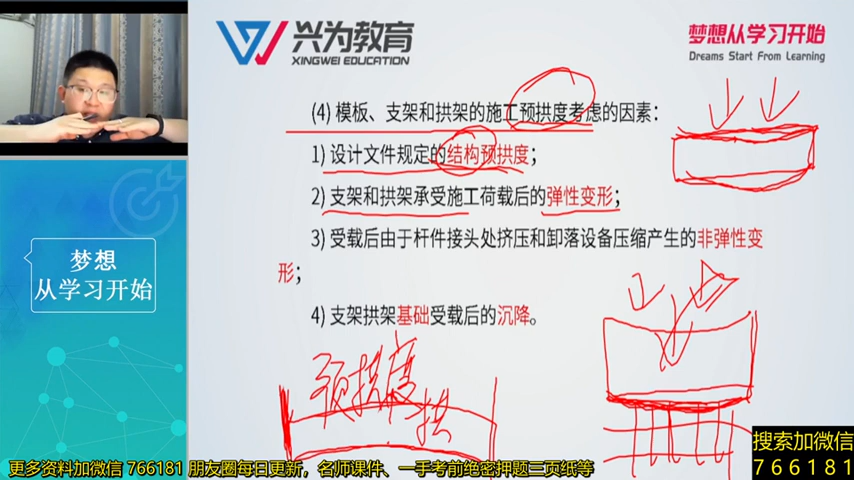 兴为教育
XINGWEI EDUCATION
梦想从学习开始
Dreams Start From Learning
(4) 模板、支架和拱架的施工预拱度考虑的因素：
1) 设计文件规定的结构预拱度；
2) 支架和拱架承受施工荷载后的弹性变形；
3) 受载后由于杆件接头处挤压和卸落设备压缩产生的非弹性变
形；
4) 支架拱架基础受载后的沉降。
梦想
从学习开始
预拱度
拱
搜索加微信
766181
更多资料加微信 766181 朋友圈每日更新，名师课件、一手考前绝密押题三页纸等